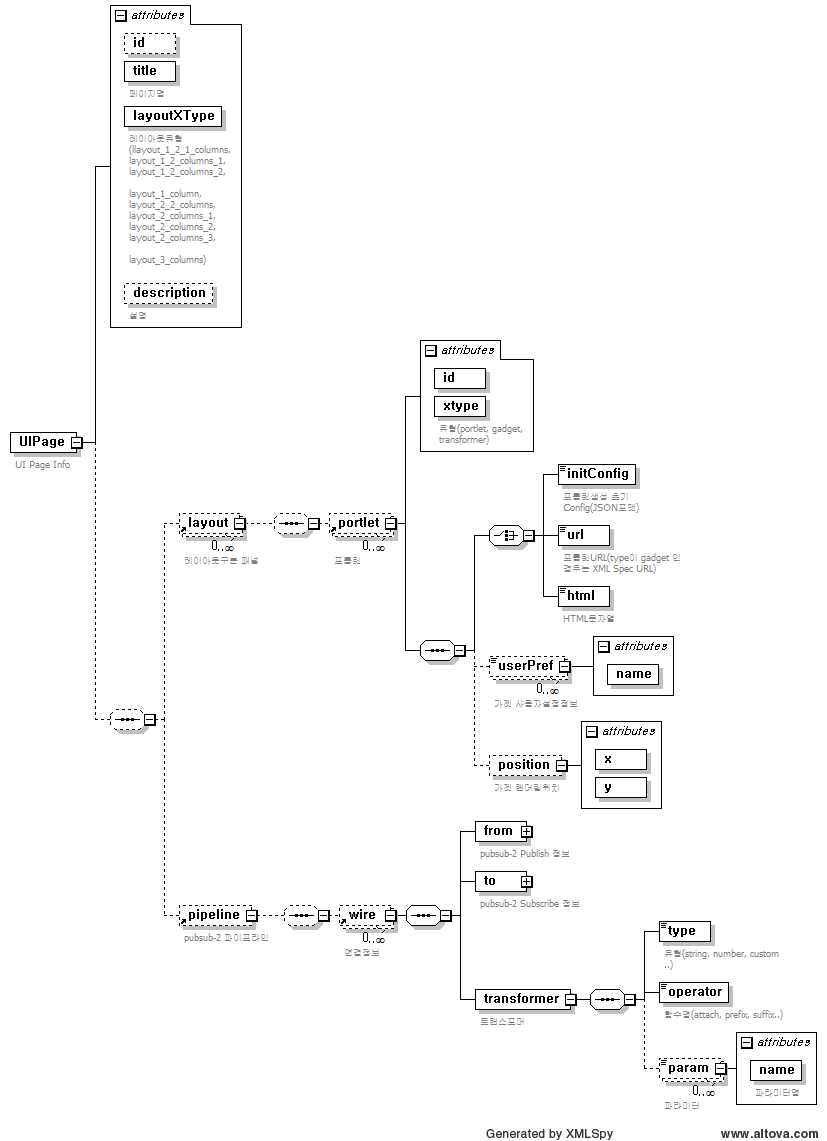 attributes
id
title
페이지명
layoutXType
레이아웃유형
(llayout_1_2_1_columns,
layout_1_2_columns_1,
layout_1_2_columns_2,
layout_1_column,
layout_2_2_columns,
layout_2_columns_1,
layout_2_columns_2,
layout_2_columns_3,
layout_3_columns)
description
설명
UIPage
UI Page Info
attributes
id
xtype
유형(portlet, gadget,
transformer)
layout
0..∞
레이아웃구분 패널
portlet
0..∞
포틀릿
initConfig
포틀릿생성 초기
Config(JSON포맷)
url
포틀릿URL(type이 gadget 인
경우는 XML Spec URL)
html
HTML문자열
userPref
0..∞
가젯 사용자설정정보
attributes
name
position
가젯 랜더링위치
attributes
x
y
pipeline
pubsub-2 파이프라인
wire
0..∞
연결정보
from
pubsub-2 Publish 정보
to
pubsub-2 Subscribe 정보
transformer
트랜스포머
type
유형(string, number, custom
..)
operator
함수명(attach, prefix, suffix..)
param
0..∞
파라미터
attributes
name
파라미터명
Generated by XMLSpy
www.altova.com